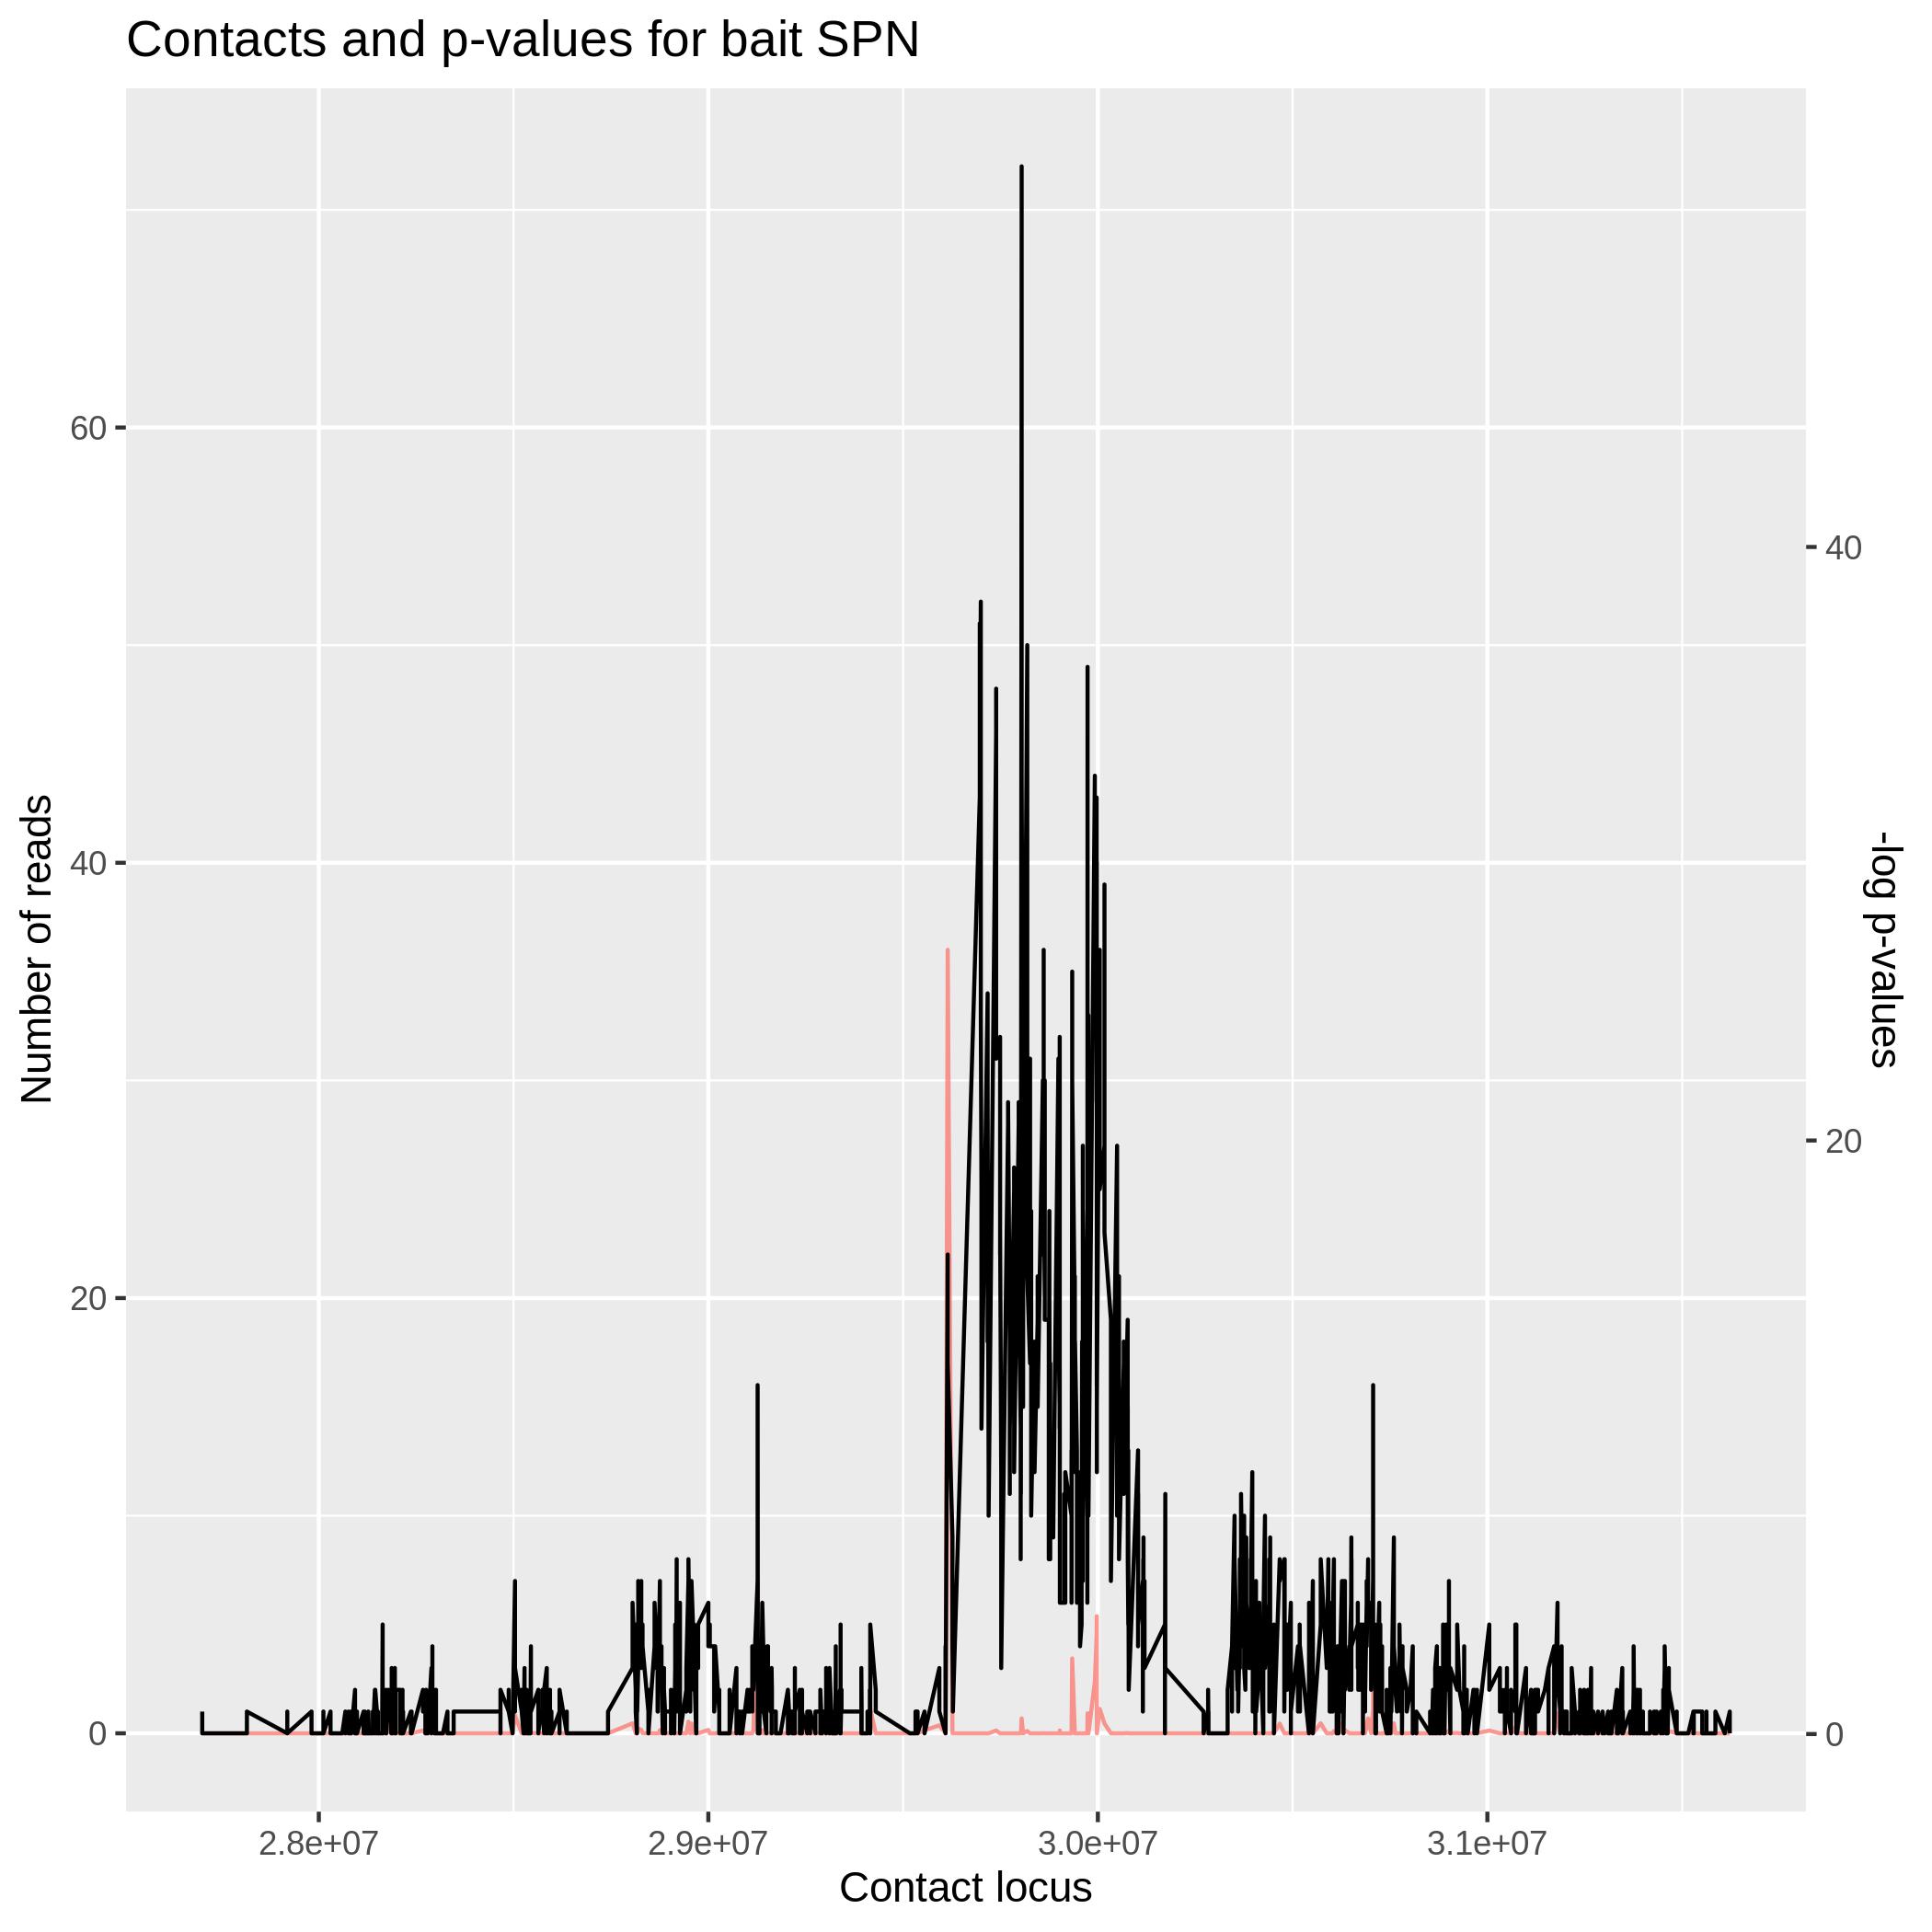 Contacts and p-values for bait SPN
Number of reads
60
40
20
0
40
20
0
-log p-values
2.8e+07
2.9e+07
3.0e+07
3.1e+07
Contact locus